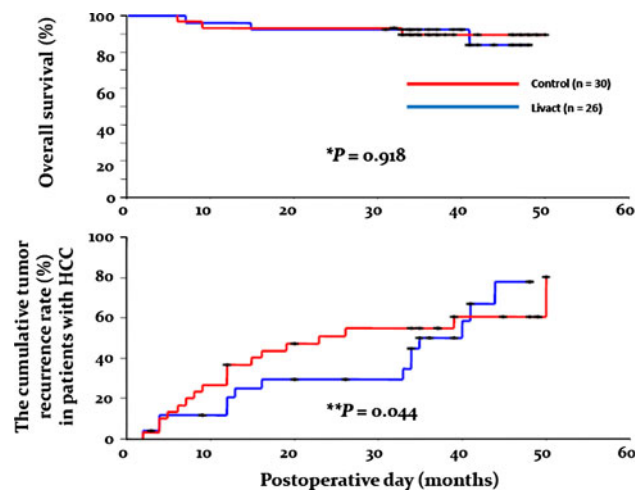 Overall survival (%)
100
80
60
40
20
0
Control (n = 30)
Livact (n = 26)
*P = 0.918
0 10 20 30 40 50 60
The cumulative tumor
recurrence rate (%)
in patients with HCC
100
80
60
40
20
0
**P = 0.044
0 10 20 30 40 50 60
Postoperative day (months)